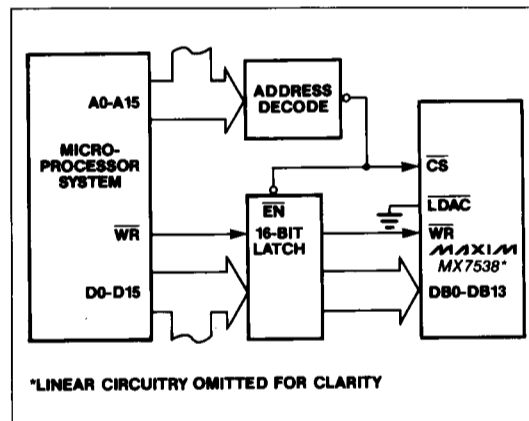 A0-A15
ADDRESS
DECODE
MICRO-
PROCESSOR
SYSTEM
CS
EN
LDAC
WR
16-BIT
LATCH
WR
MAXIM
MX7538*
D0-D15
DB0-DB13
*LINEAR CIRCUITRY OMITTED FOR CLARITY